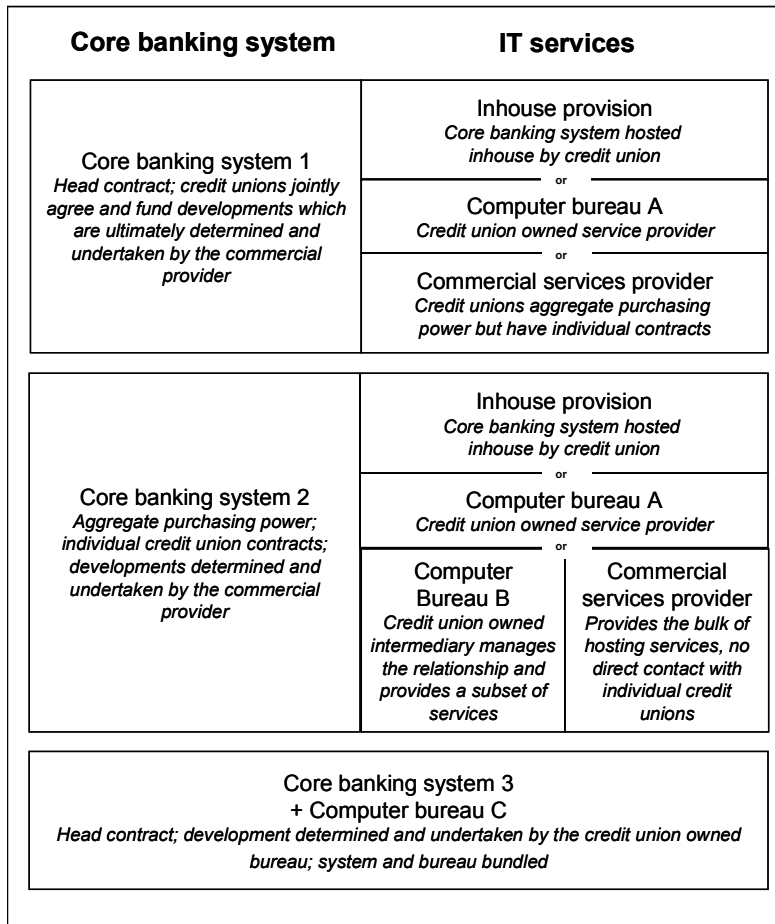 Core banking system
IT services
Core banking system 1
Head contract; credit unions jointly
agree and fund developments which
are ultimately determined and
undertaken by the commercial
provider
Inhouse provision
Core banking system hosted
inhouse by credit union
or
Computer bureau A
Credit union owned service provider
or
Commercial services provider
Credit unions aggregate purchasing
power but have individual contracts
Core banking system 2
Aggregate purchasing power;
individual credit union contracts;
developments determined and
undertaken by the commercial
provider
Inhouse provision
Core banking system hosted
inhouse by credit union
or
Computer bureau A
Credit union owned service provider
or
Computer
Bureau B
Credit union owned
intermediary manages
the relationship and
provides a subset of
services
Commercial
services provider
Provides the bulk of
hosting services, no
direct contact with
individual credit
unions
Core banking system 3
+ Computer bureau C
Head contract; development determined and undertaken by the credit union owned
bureau; system and bureau bundled